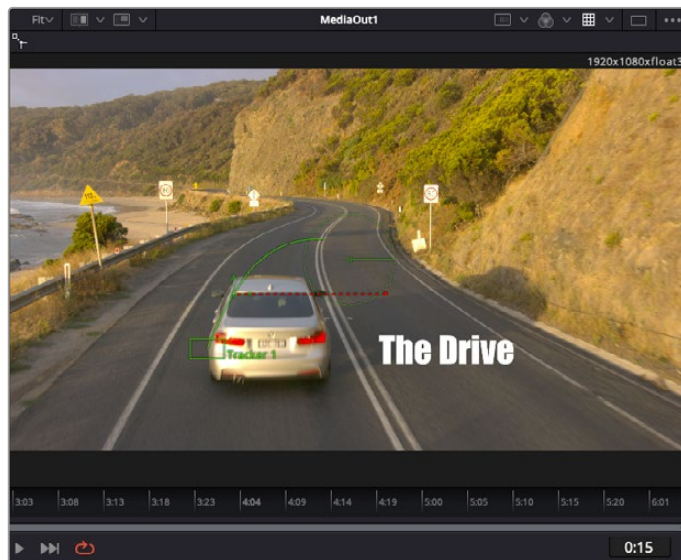 Fit MediaOut1
1920x1080xfloat3
Tracker 1
The Drive
3:03 3:08 3:13 3:18 3:23 4:04 4:09 4:14 4:19 5:00 5:05 5:10 5:15 5:20 6:01
0:15